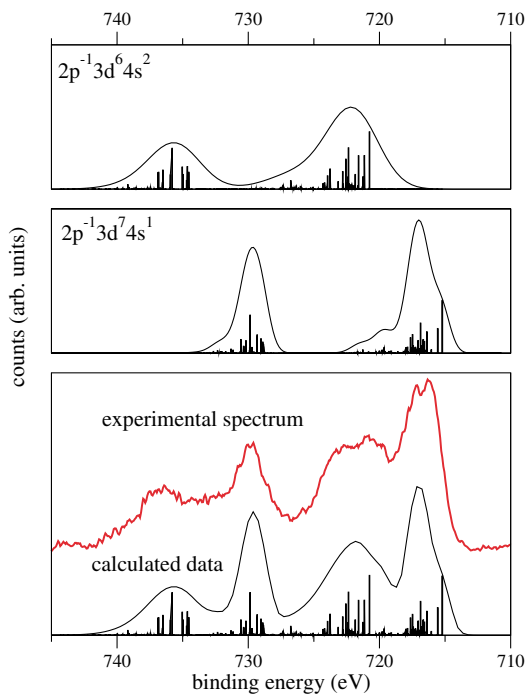 740 730 720 710
2p⁻¹3d⁶4s²
2p⁻¹3d⁷4s¹
counts (arb. units)
experimental spectrum
calculated data
740 730 720 710
binding energy (eV)